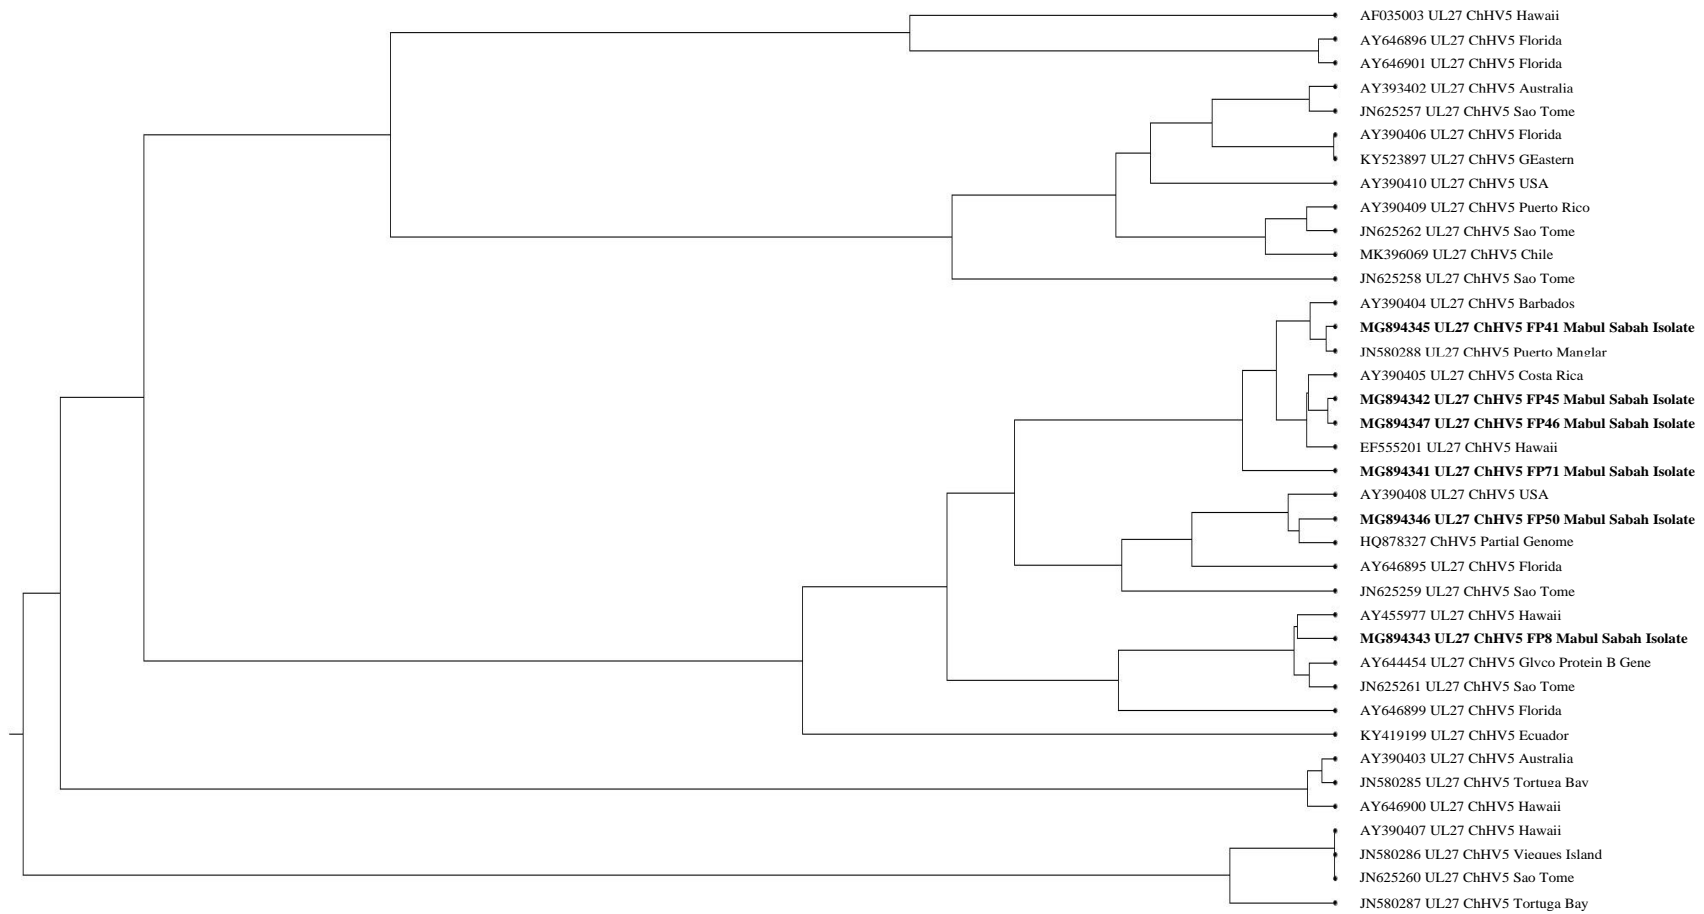 AF035003 UL27 ChHV5 Hawaii
AY646896 UL27 ChHV5 Florida
AY646901 UL27 ChHV5 Florida
AY393402 UL27 ChHV5 Australia
JN625257 UL27 ChHV5 Sao Tome
AY390406 UL27 ChHV5 Florida
KY523897 UL27 ChHV5 GEastern
AY390410 UL27 ChHV5 USA
AY390409 UL27 ChHV5 Puerto Rico
JN625262 UL27 ChHV5 Sao Tome
MK396069 UL27 ChHV5 Chile
JN625258 UL27 ChHV5 Sao Tome
AY390404 UL27 ChHV5 Barbados
MG894345 UL27 ChHV5 FP41 Mabul Sabah Isolate
JN580288 UL27 ChHV5 Puerto Manglar
AY390405 UL27 ChHV5 Costa Rica
MG894342 UL27 ChHV5 FP45 Mabul Sabah Isolate
MG894347 UL27 ChHV5 FP46 Mabul Sabah Isolate
EF555201 UL27 ChHV5 Hawaii
MG894341 UL27 ChHV5 FP71 Mabul Sabah Isolate
AY390408 UL27 ChHV5 USA
MG894346 UL27 ChHV5 FP50 Mabul Sabah Isolate
HQ878327 ChHV5 Partial Genome
AY646895 UL27 ChHV5 Florida
JN625259 UL27 ChHV5 Sao Tome
AY455977 UL27 ChHV5 Hawaii
MG894343 UL27 ChHV5 FP8 Mabul Sabah Isolate
AY644454 UL27 ChHV5 Glyco Protein B Gene
JN625261 UL27 ChHV5 Sao Tome
AY646899 UL27 ChHV5 Florida
KY419199 UL27 ChHV5 Ecuador
AY390403 UL27 ChHV5 Australia
JN580285 UL27 ChHV5 Tortuga Bay
AY646900 UL27 ChHV5 Hawaii
AY390407 UL27 ChHV5 Hawaii
JN580286 UL27 ChHV5 Vieques Island
JN625260 UL27 ChHV5 Sao Tome
JN580287 UL27 ChHV5 Tortuga Bay